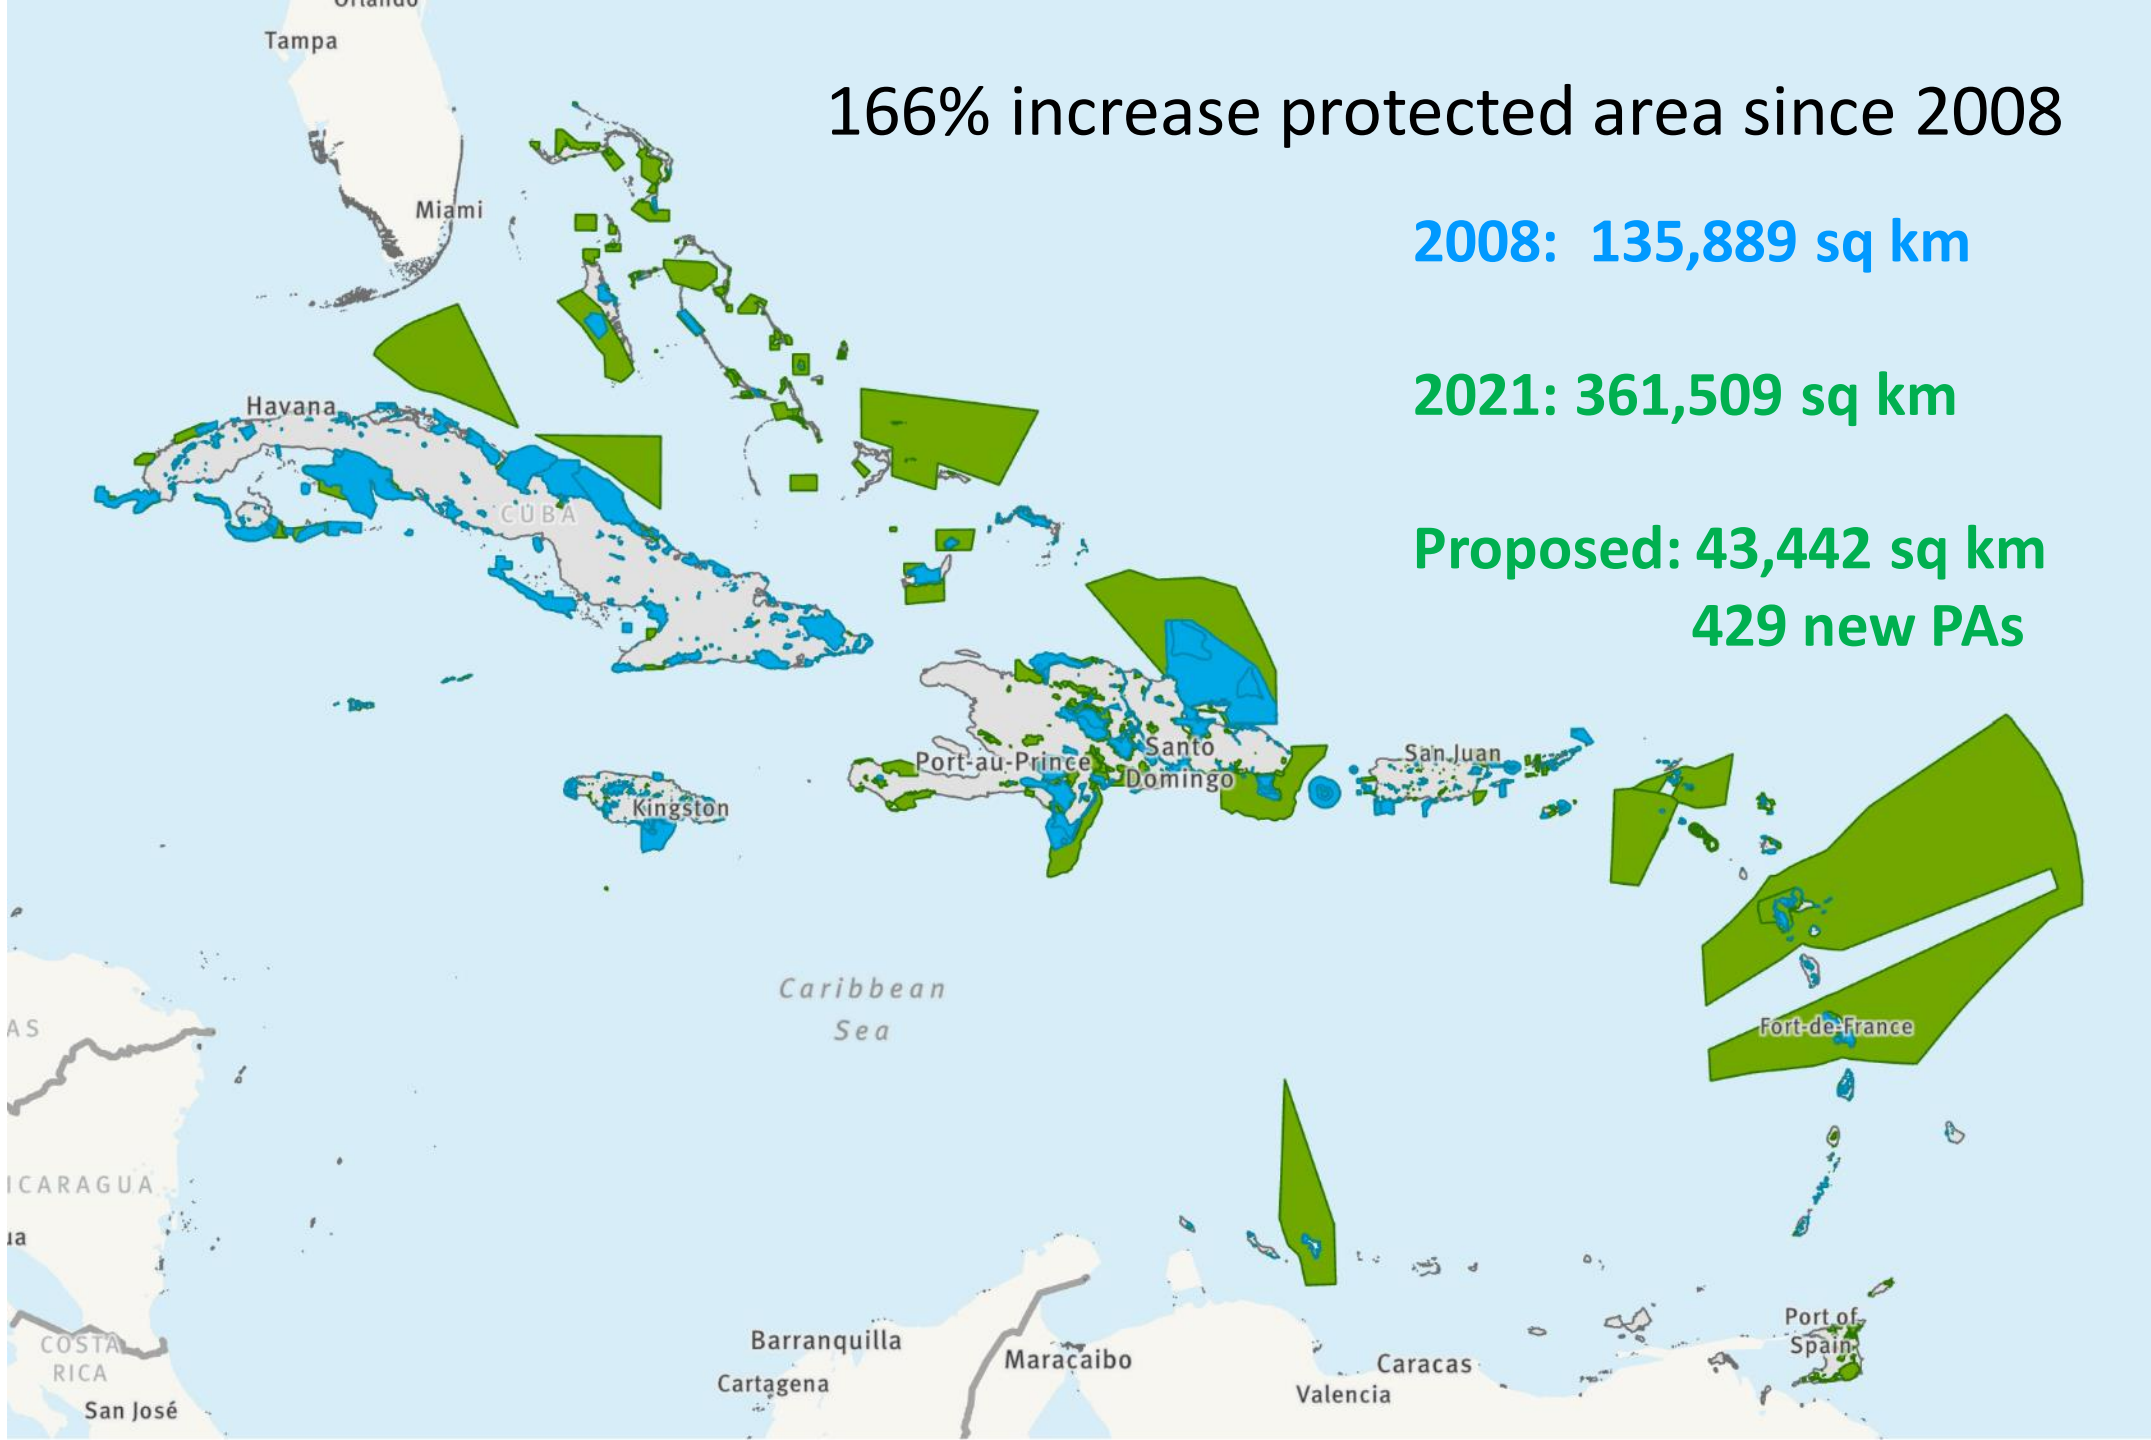 Tampa
166% increase protected area since 2008
Miami
2008: 135,889 sq km
2021: 361,509 sq km
Havana
CUBA
Proposed: 43,442 sq km
429 new PAs
Port-au-Prince
Santo
Domingo
San Juan
Kingston
Caribbean
Sea
Fort-de-France
AS
ICARAGUA
ua
COSTA
RICA
San José
Barranquilla
Cartagena
Maracaibo
Valencia
Caracas
Port of
Spain